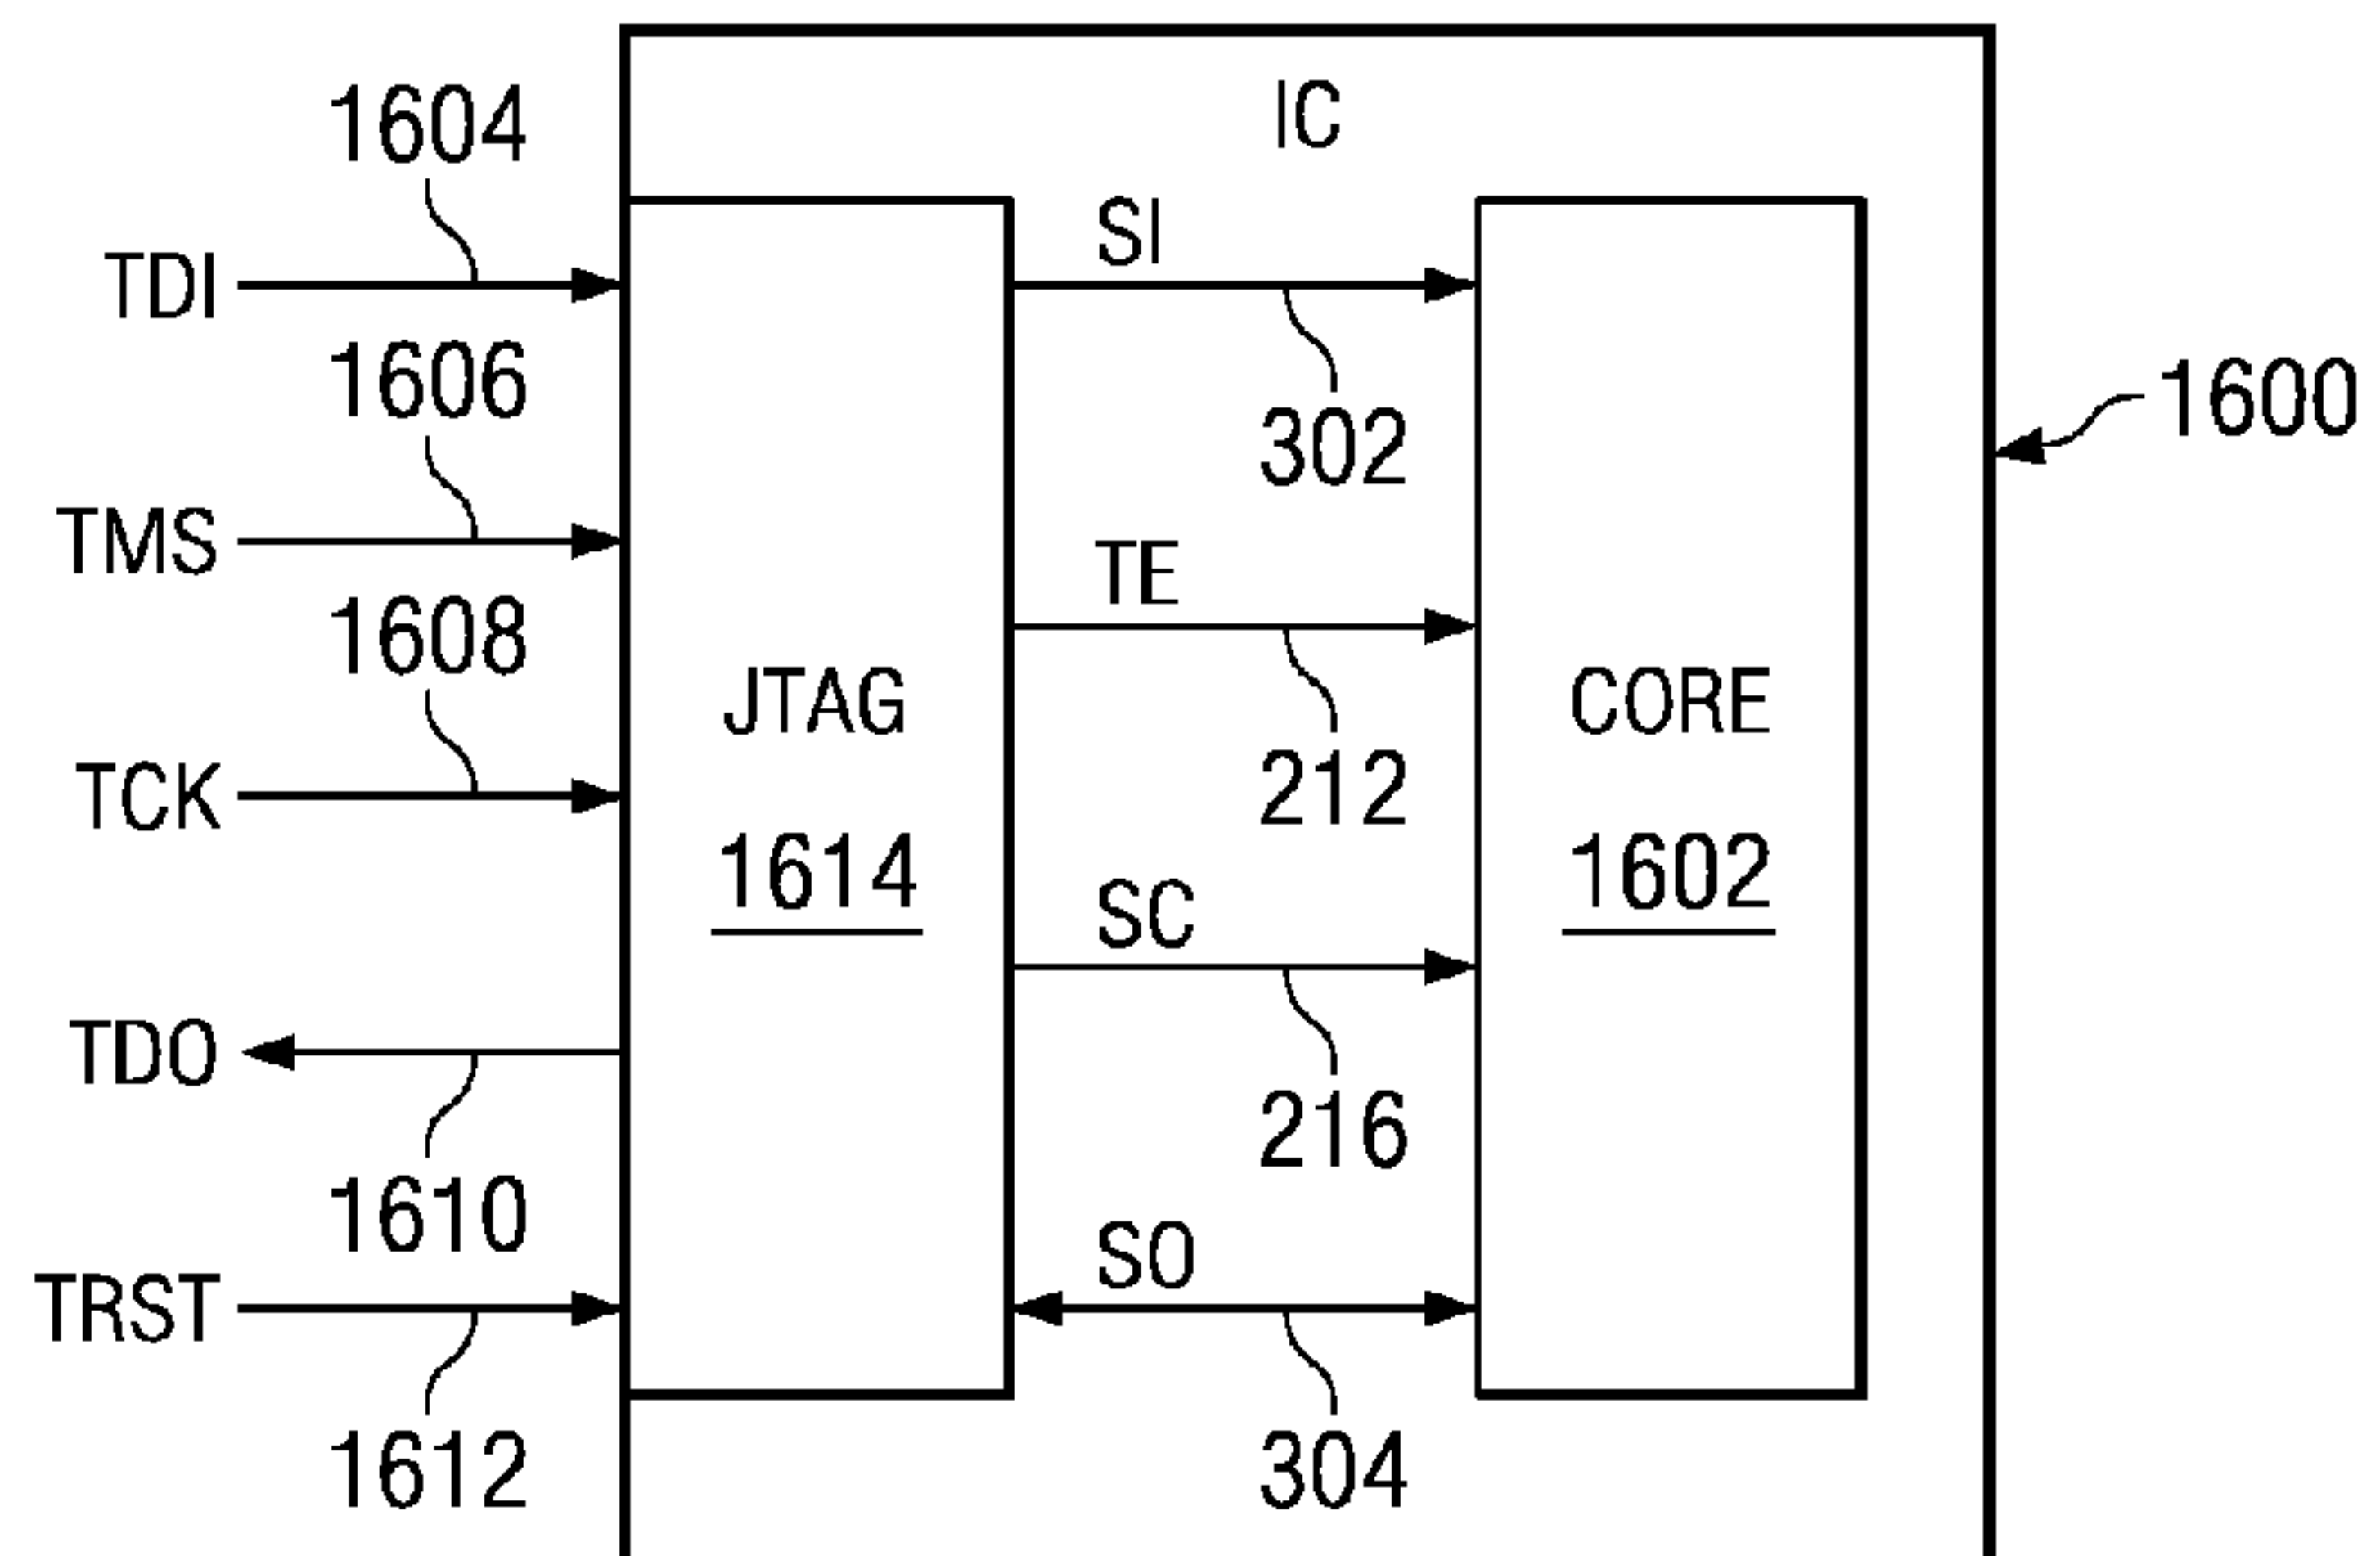 1604
IC
SI
TDI
1606
302
1600
TMS
TE
1608
JTAG
CORE
212
TCK
1614
1602
SC
TDO
216
1610
SO
TRST
1612
304